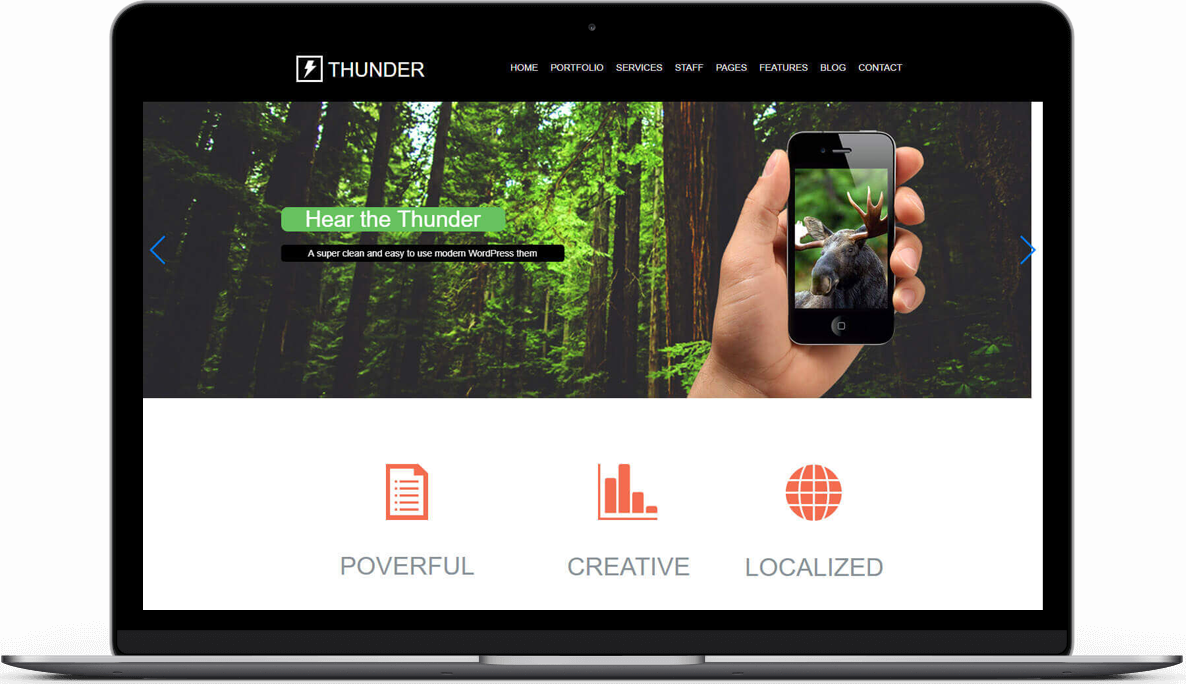 THUNDER
HOME PORTFOLIO SERVICES STAFF PAGES FEATURES BLOG CONTACT
Hear the Thunder
A super clean and easy to use modern WordPress them
POVERFUL CREATIVE LOCALIZED